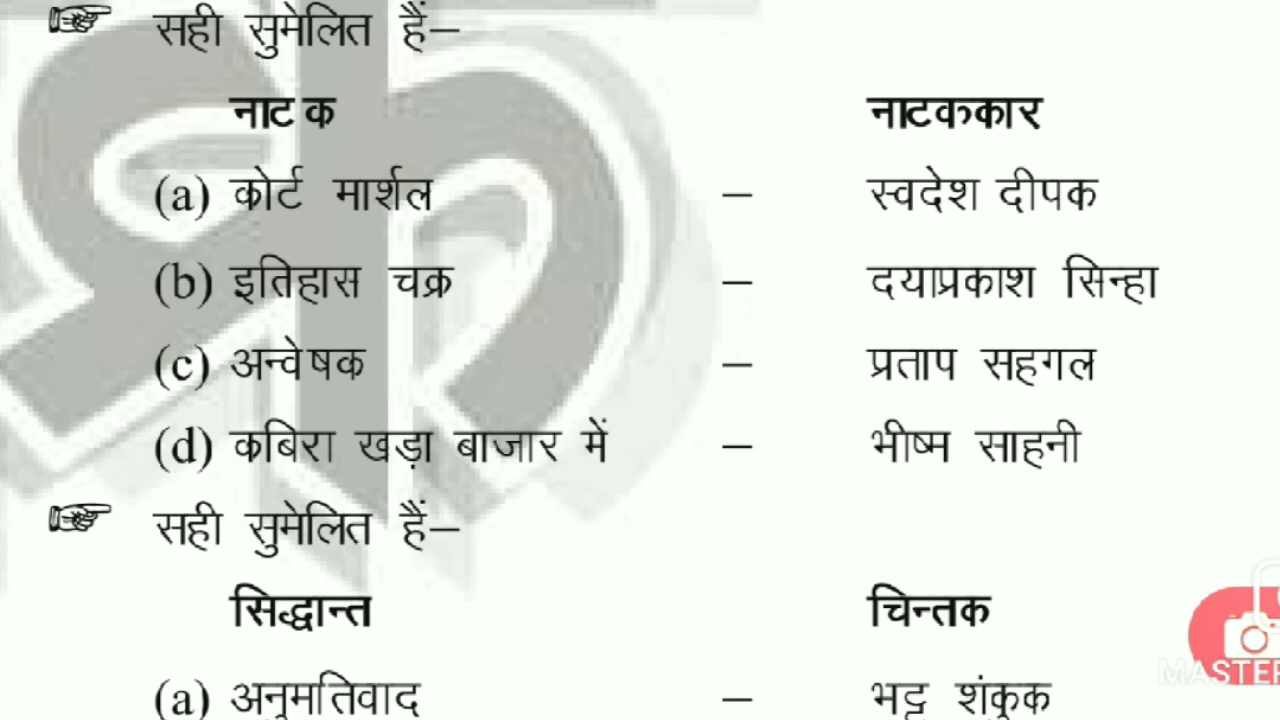 सही सुमेलित हैं–
नाटक नाटककार
(a) कोर्ट मार्शल – स्वदेश दीपक
(b) इतिहास चक्र – दयाप्रकाश सिन्हा
(c) अन्वेषक – प्रताप सहगल
(d) कबिरा खड़ा बाजार में – भीष्म साहनी
सही सुमेलित हैं–
सिद्धान्त चिन्तक
(a) अनुमतिवाद – भट्ट शंकुक
MASTER